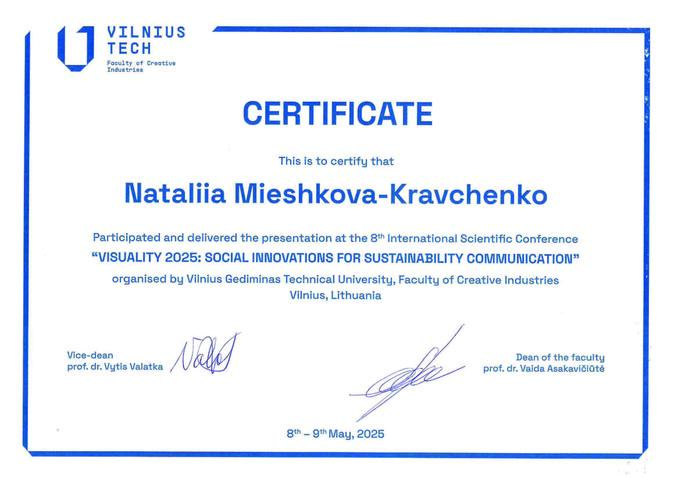 VILNIUS
TECH
Faculty of Creative
Industries
CERTIFICATE
This is to certify that
Nataliia Mieshkova-Kravchenko
Participated and delivered the presentation at the 8th International Scientific Conference
“VISUALITY 2025: SOCIAL INNOVATIONS FOR SUSTAINABILITY COMMUNICATION”
organised by Vilnius Gediminas Technical University, Faculty of Creative Industries
Vilnius, Lithuania
Vice-dean
prof. dr. Vytis Valatka
Dean of the faculty
prof. dr. Vaida Asakavičiūtė
8th – 9th May, 2025